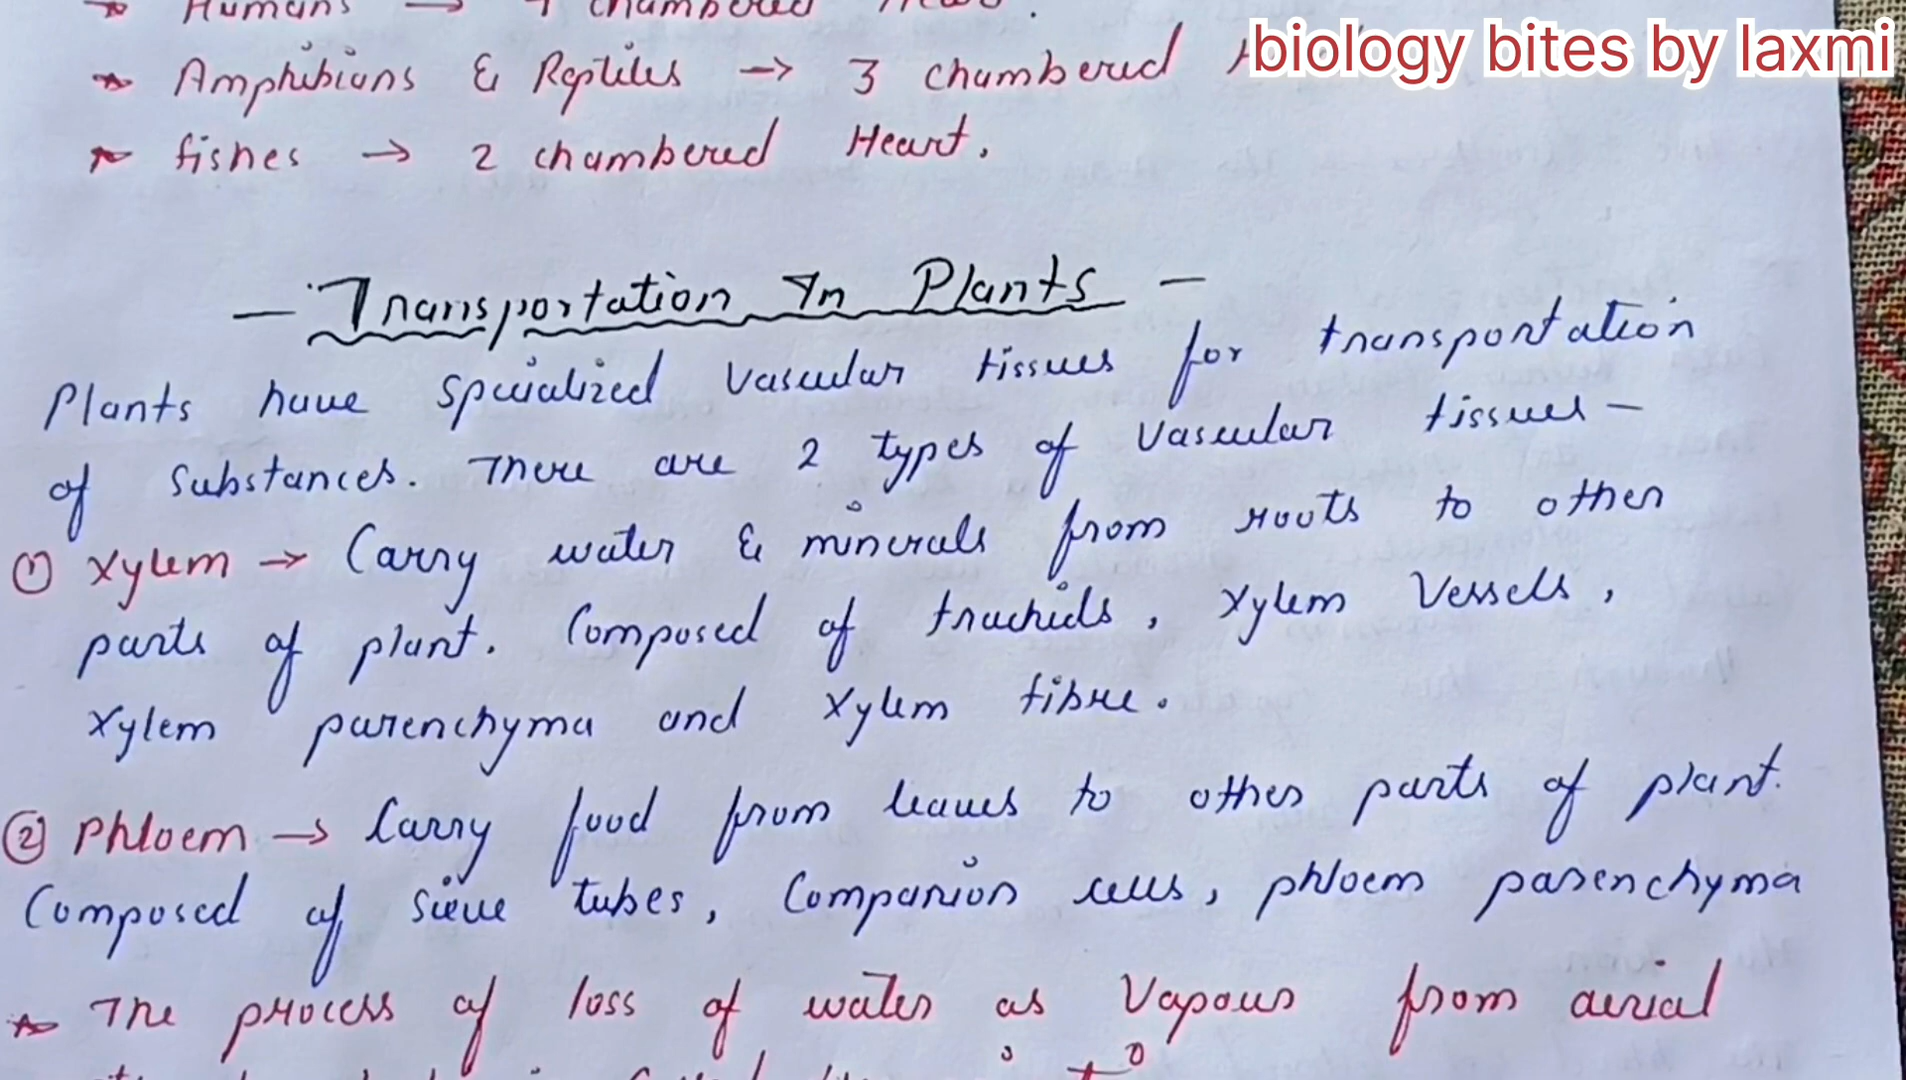 biology bites by laxmi
Humans → 4 chambered
Amphibians & Reptiles → 3 chambered
fishes → 2 chambered Heart.
- Transportation In Plants -
Plants have specialized vascular tissues for transportation
of substances. There are 2 types of Vascular tissues -
① Xylem → Carry water & minerals from roots to other
parts of plant. Composed of trachids, Xylem Vessels,
Xylem parenchyma and Xylem fibre.
② Phloem → Carry food from leaves to other parts of plant.
Composed of sieve tubes, Companion cells, phloem parenchyma
The process of loss of water as Vapour from aerial